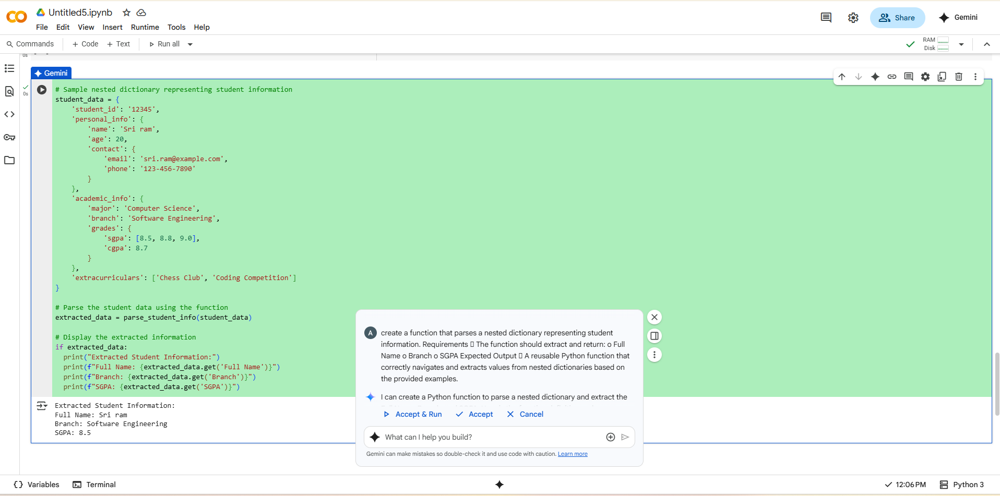 Untitled5.ipynb
File Edit View Insert Runtime Tools Help
Share
Gemini
Commands + Code + Text Run all
RAM
Disk
0s
Gemini
0s
# Sample nested dictionary representing student information
student_data = {
    'student_id': '12345',
    'personal_info': {
        'name': 'Sri ram',
        'age': 20,
        'contact': {
            'email': 'sri.ram@example.com',
            'phone': '123-456-7890'
        }
    },
    'academic_info': {
        'major': 'Computer Science',
        'branch': 'Software Engineering',
        'grades': {
            'sgpa': [8.5, 8.8, 9.0],
            'cgpa': 8.7
        }
    },
    'extracurriculars': ['Chess Club', 'Coding Competition']
}
# Parse the student data using the function
extracted_data = parse_student_info(student_data)
# Display the extracted information
if extracted_data:
  print("Extracted Student Information:")
  print(f"Full Name: {extracted_data.get('Full Name')}")
  print(f"Branch: {extracted_data.get('Branch')}")
  print(f"SGPA: {extracted_data.get('SGPA')}")
Extracted Student Information:
Full Name: Sri ram
Branch: Software Engineering
SGPA: 8.5
A
create a function that parses a nested dictionary representing student
information. Requirements ▯ The function should extract and return: o Full
Name o Branch o SGPA Expected Output ▯ A reusable Python function that
correctly navigates and extracts values from nested dictionaries based on
the provided examples.
I can create a Python function to parse a nested dictionary and extract the
Accept & Run Accept Cancel
What can I help you build?
Gemini can make mistakes so double-check it and use code with caution. Learn more
Variables Terminal
12:06 PM Python 3